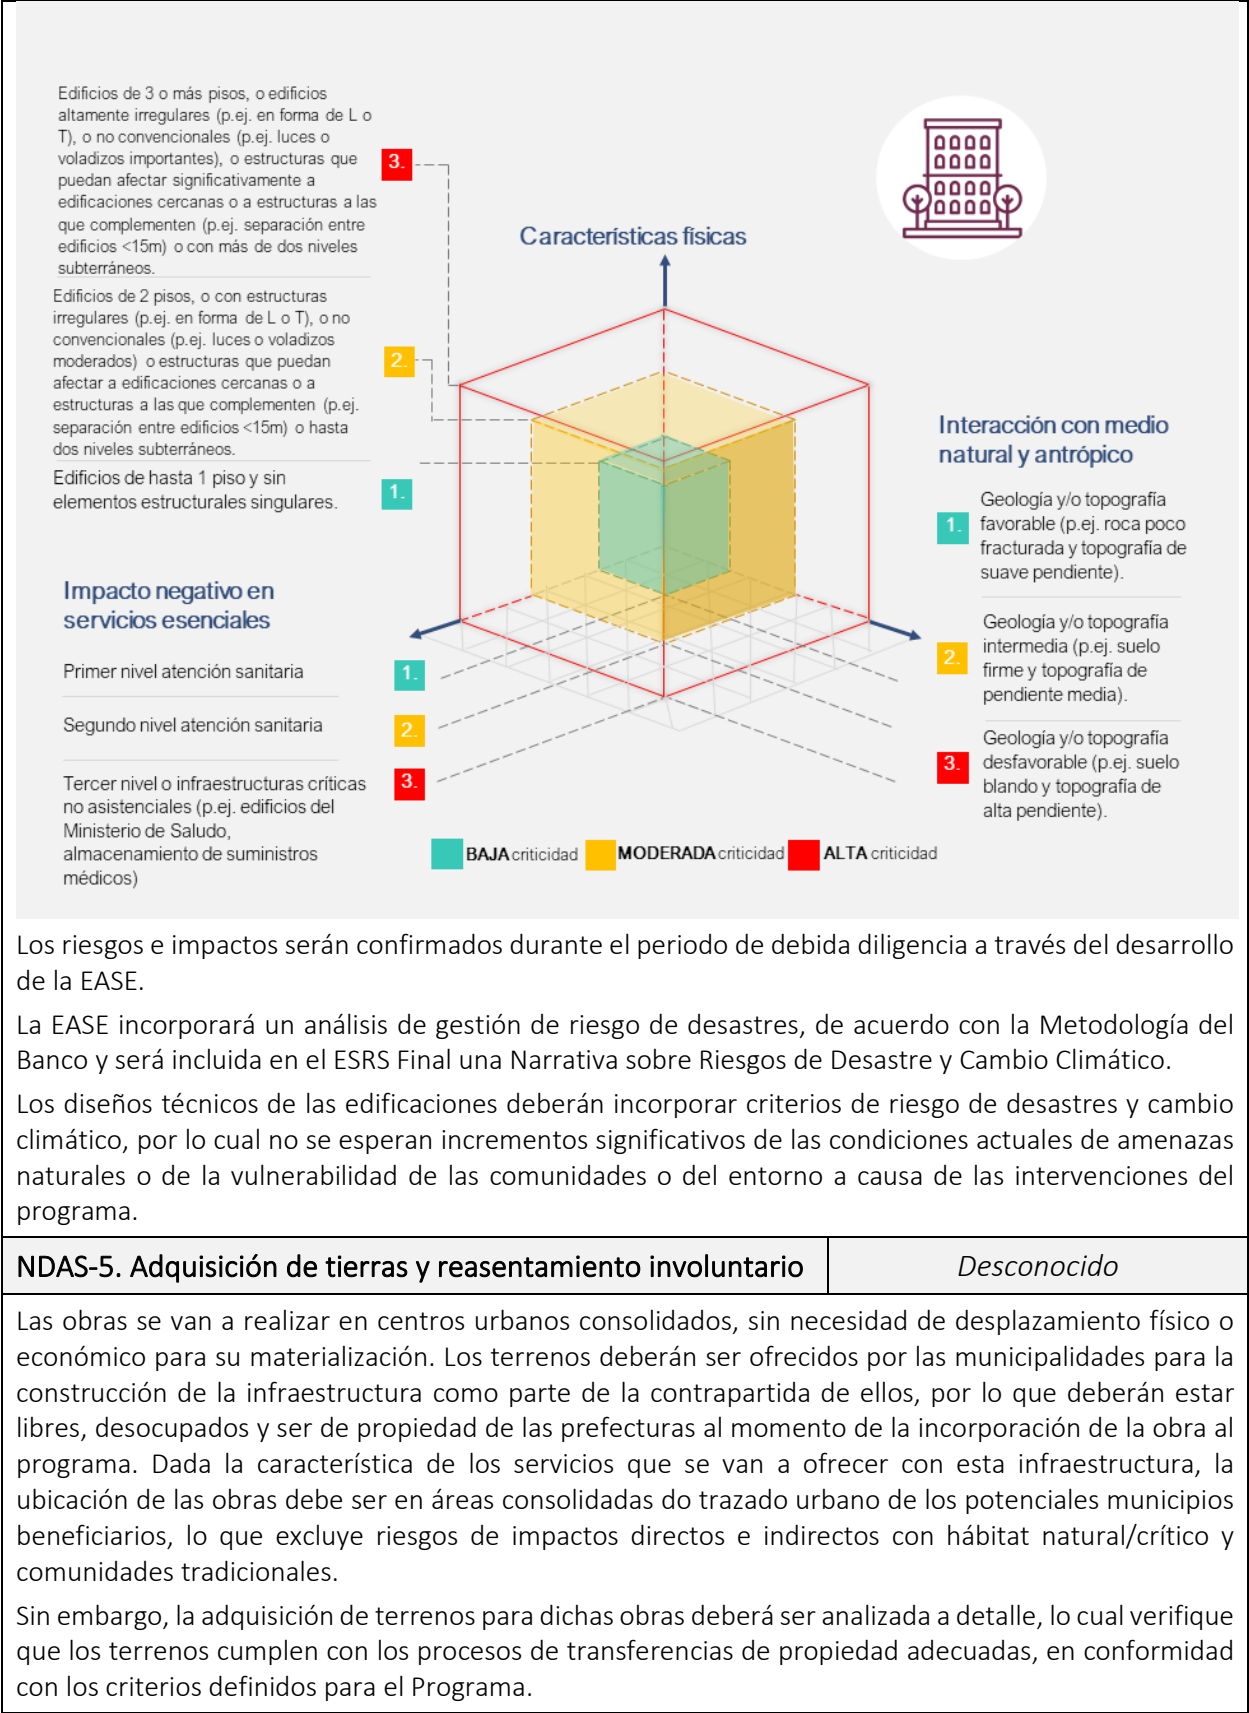 Edificios de 3 o más pisos, o edificios
altamente irregulares (p.ej. en forma de L o
T), o no convencionales (p.ej. luces o
voladizos importantes), o estructuras que
puedan afectar significativamente a
edificaciones cercanas o a estructuras a las
que complementen (p.ej. separación entre
edificios <15m) o con más de dos niveles
subterráneos.
3.
Edificios de 2 pisos, o con estructuras
irregulares (p.ej. en forma de L o T), o no
convencionales (p.ej. luces o voladizos
moderados) o estructuras que puedan
afectar a edificaciones cercanas o a
estructuras a las que complementen (p.ej.
separación entre edificios <15m) o hasta
dos niveles subterráneos.
2.
Edificios de hasta 1 piso y sin
elementos estructurales singulares.
1.
Características físicas
Impacto negativo en
servicios esenciales
Primer nivel atención sanitaria
1.
Segundo nivel atención sanitaria
2.
Tercer nivel o infraestructuras críticas
no asistenciales (p.ej. edificios del
Ministerio de Saludo,
almacenamiento de suministros
médicos)
3.
Interacción con medio
natural y antrópico
1.
Geología y/o topografía
favorable (p.ej. roca poco
fracturada y topografía de
suave pendiente).
2.
Geología y/o topografía
intermedia (p.ej. suelo
firme y topografía de
pendiente media).
3.
Geología y/o topografía
desfavorable (p.ej. suelo
blando y topografía de
alta pendiente).
BAJA criticidad MODERADA criticidad ALTA criticidad
Los riesgos e impactos serán confirmados durante el periodo de debida diligencia a través del desarrollo
de la EASE.
La EASE incorporará un análisis de gestión de riesgo de desastres, de acuerdo con la Metodología del
Banco y será incluida en el ESRS Final una Narrativa sobre Riesgos de Desastre y Cambio Climático.
Los diseños técnicos de las edificaciones deberán incorporar criterios de riesgo de desastres y cambio
climático, por lo cual no se esperan incrementos significativos de las condiciones actuales de amenazas
naturales o de la vulnerabilidad de las comunidades o del entorno a causa de las intervenciones del
programa.
NDAS-5. Adquisición de tierras y reasentamiento involuntario
Desconocido
Las obras se van a realizar en centros urbanos consolidados, sin necesidad de desplazamiento físico o
económico para su materialización. Los terrenos deberán ser ofrecidos por las municipalidades para la
construcción de la infraestructura como parte de la contrapartida de ellos, por lo que deberán estar
libres, desocupados y ser de propiedad de las prefecturas al momento de la incorporación de la obra al
programa. Dada la característica de los servicios que se van a ofrecer con esta infraestructura, la
ubicación de las obras debe ser en áreas consolidadas do trazado urbano de los potenciales municipios
beneficiarios, lo que excluye riesgos de impactos directos e indirectos con hábitat natural/crítico y
comunidades tradicionales.
Sin embargo, la adquisición de terrenos para dichas obras deberá ser analizada a detalle, lo cual verifique
que los terrenos cumplen con los procesos de transferencias de propiedad adecuadas, en conformidad
con los criterios definidos para el Programa.